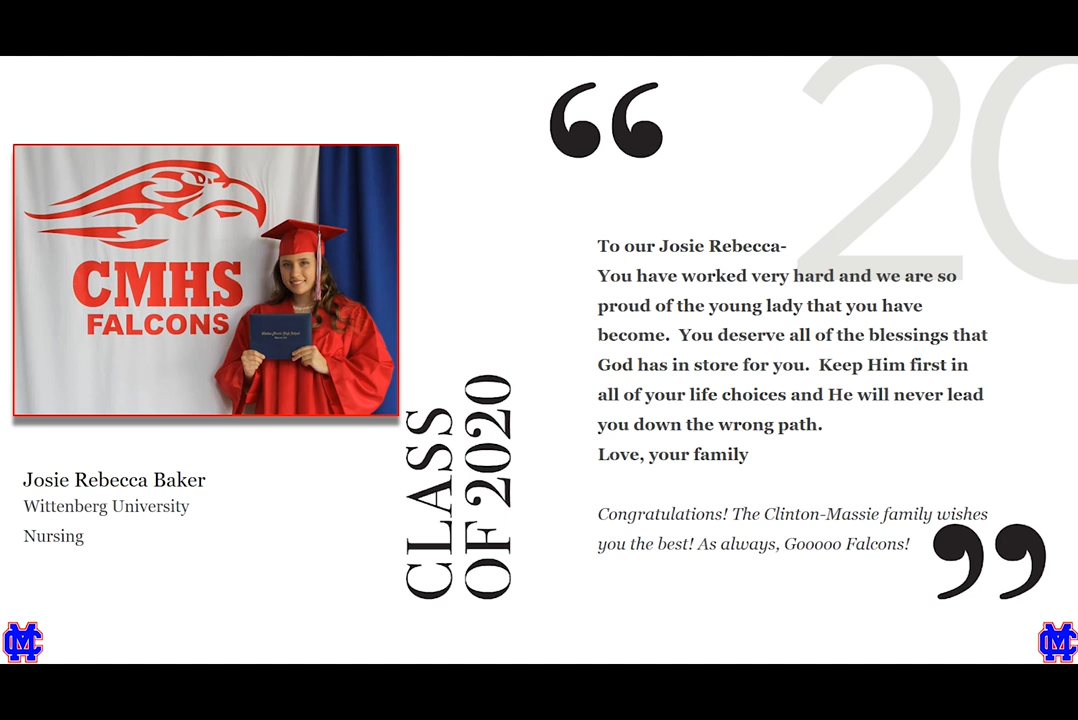 CMHS
FALCONS
Josie Rebecca Baker
Wittenberg University
Nursing
CLASS
OF 2020
20
To our Josie Rebecca-
You have worked very hard and we are so
proud of the young lady that you have
become.  You deserve all of the blessings that
God has in store for you.  Keep Him first in
all of your life choices and He will never lead
you down the wrong path.
Love, your family
Congratulations! The Clinton-Massie family wishes
you the best! As always, Gooooo Falcons!